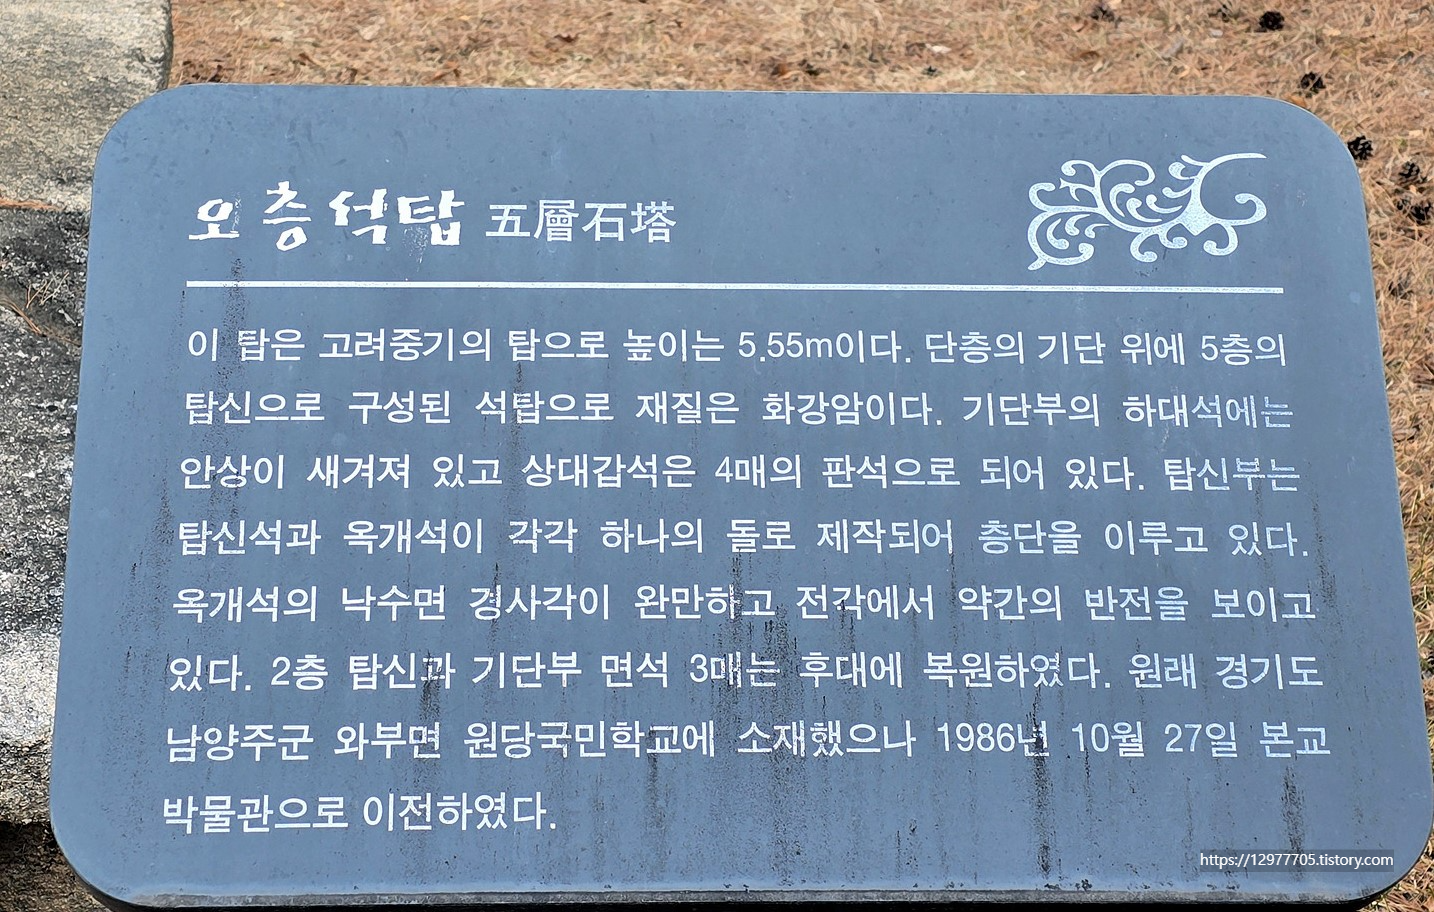 오층석탑 五層石塔
이 탑은 고려중기의 탑으로 높이는 5.55m이다. 단층의 기단 위에 5층의
탑신으로 구성된 석탑으로 재질은 화강암이다. 기단부의 하대석에는
안상이 새겨져 있고 상대갑석은 4매의 판석으로 되어 있다. 탑신부는
탑신석과 옥개석이 각각 하나의 돌로 제작되어 층단을 이루고 있다.
옥개석의 낙수면 경사각이 완만하고 전각에서 약간의 반전을 보이고
있다. 2층 탑신과 기단부 면석 3매는 후대에 복원하였다. 원래 경기도
남양주군 와부면 원당국민학교에 소재했으나 1986년 10월 27일 본교
박물관으로 이전하였다.
https://12977705.tistory.com